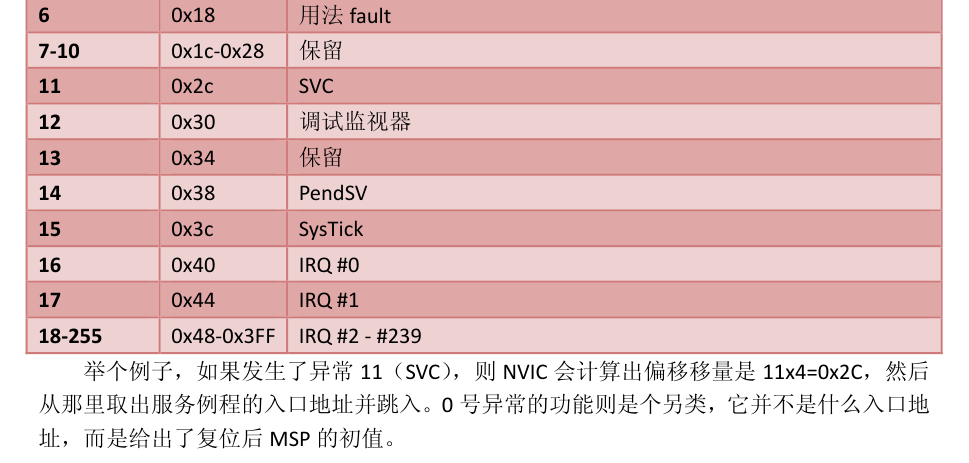 6 0x18 用法 fault
7-10 0x1c-0x28 保留
11 0x2c SVC
12 0x30 调试监视器
13 0x34 保留
14 0x38 PendSV
15 0x3c SysTick
16 0x40 IRQ #0
17 0x44 IRQ #1
18-255 0x48-0x3FF IRQ #2 - #239
举个例子，如果发生了异常 11（SVC），则 NVIC 会计算出偏移移量是 11x4=0x2C，然后
从那里取出服务例程的入口地址并跳入。0 号异常的功能则是个另类，它并不是什么入口地
址，而是给出了复位后 MSP 的初值。